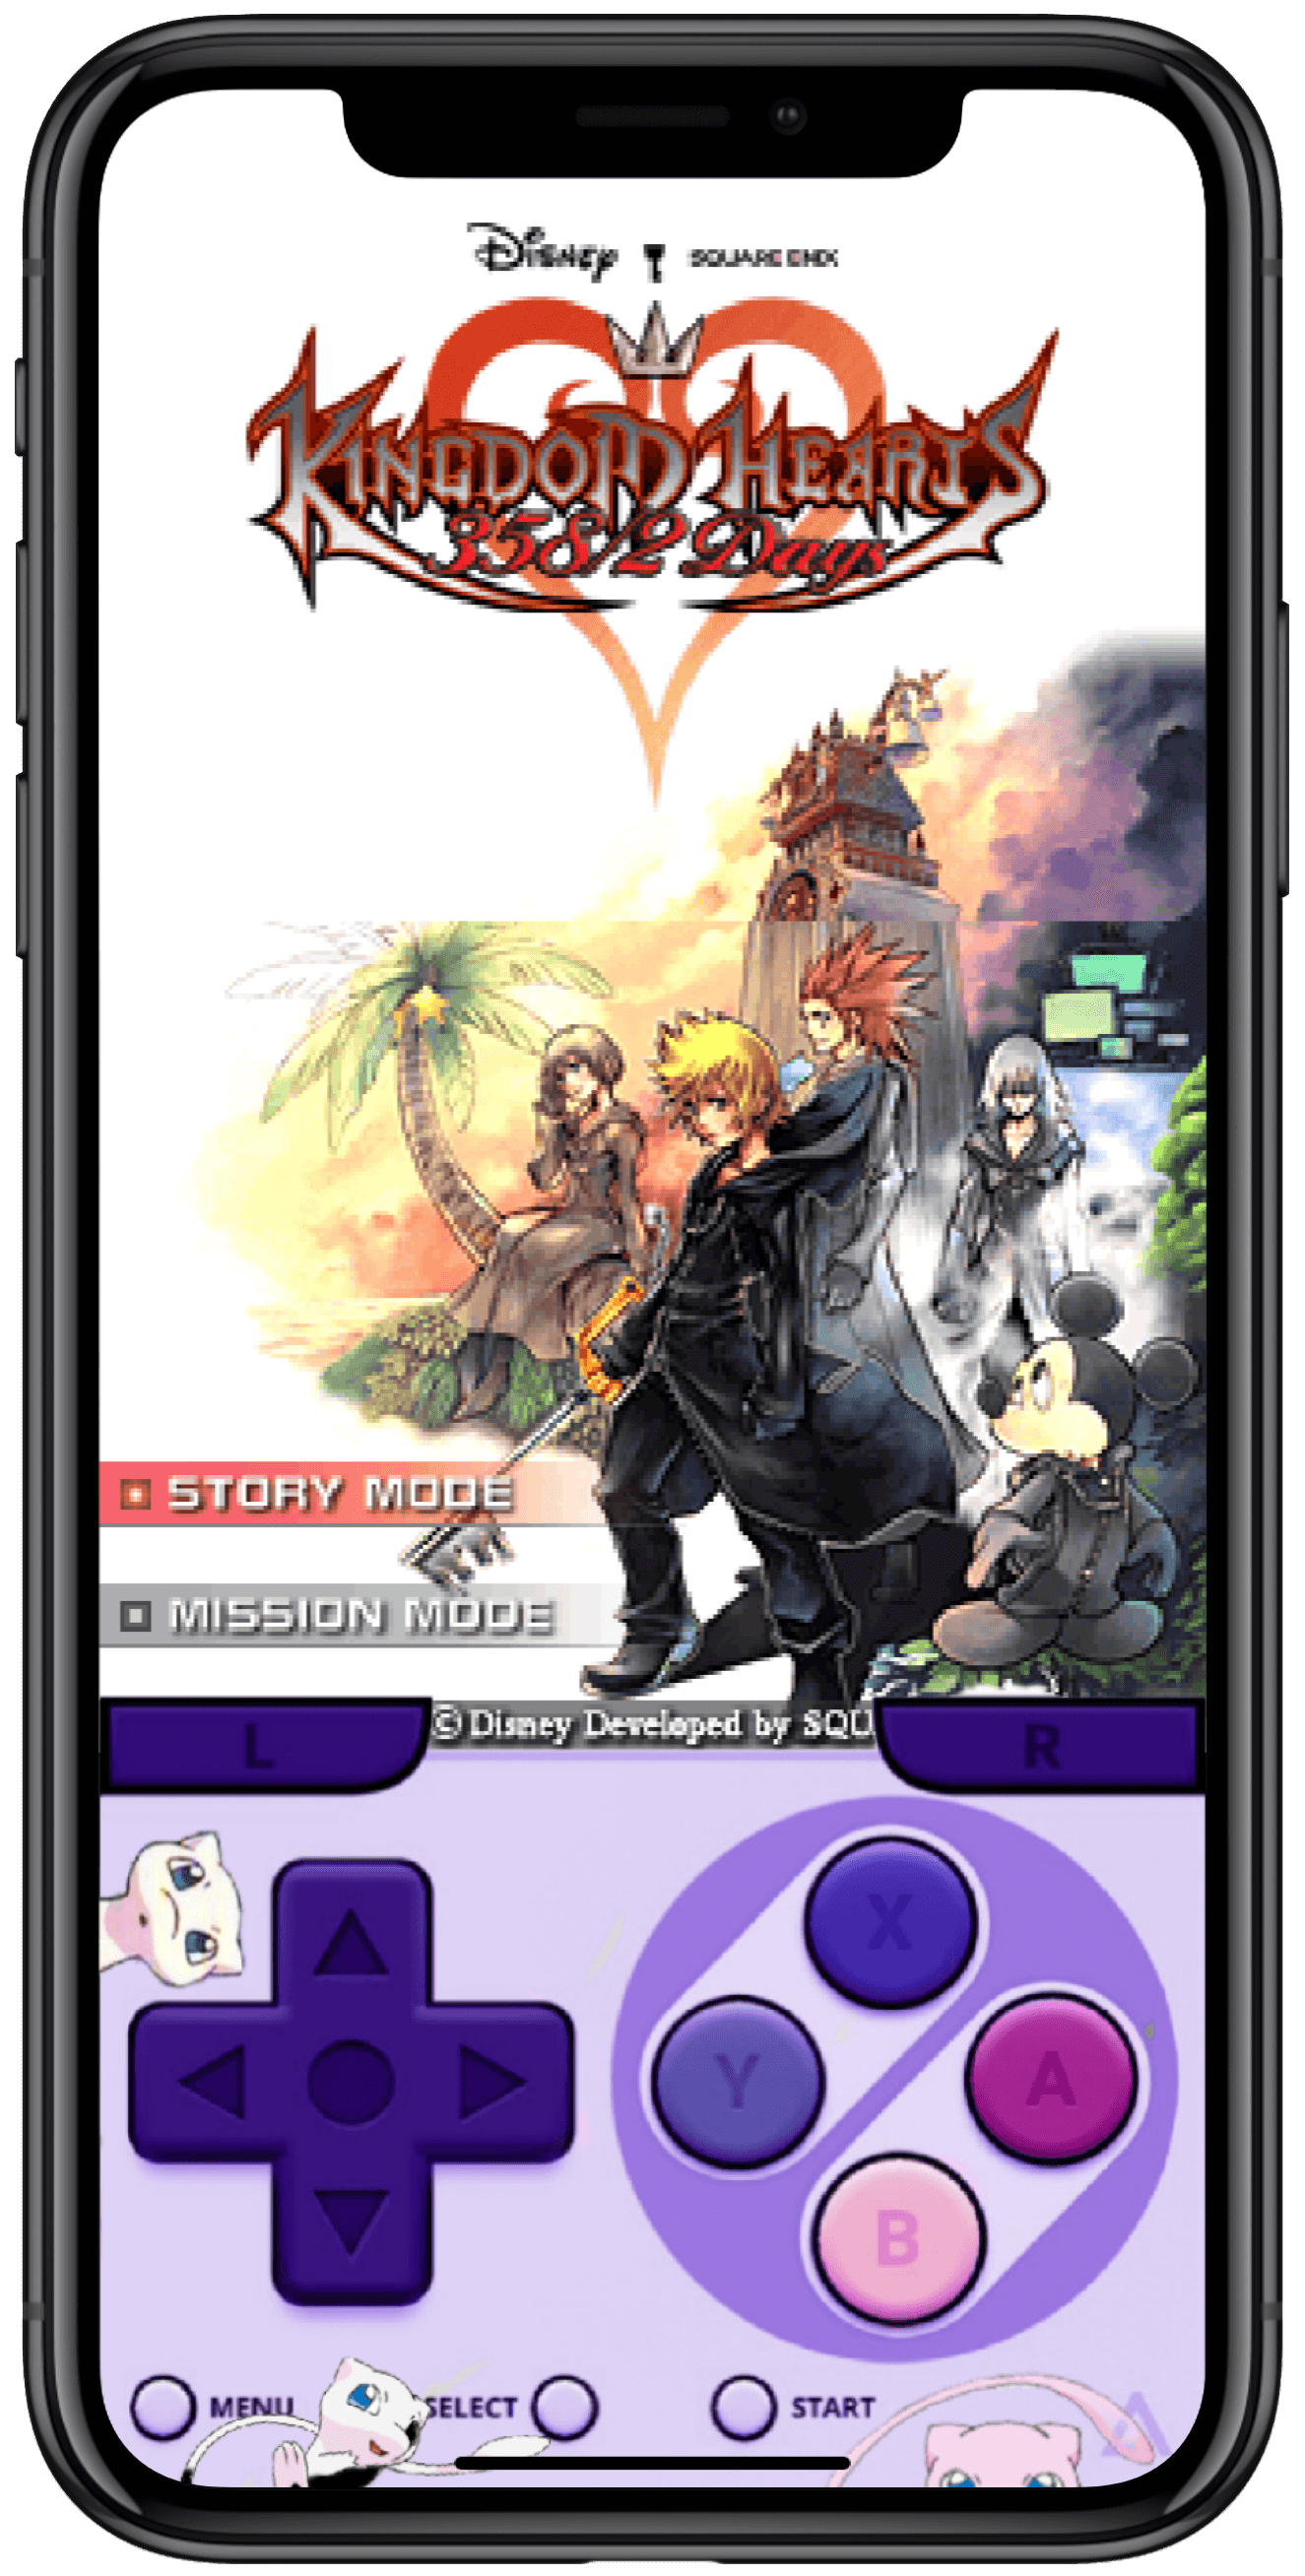 Disney SQUARE ENIX
KINGDOM HEARTS
358/2 Days
STORY MODE
MISSION MODE
© Disney Developed by SQU
L R
X
Y A
B
MENU SELECT START